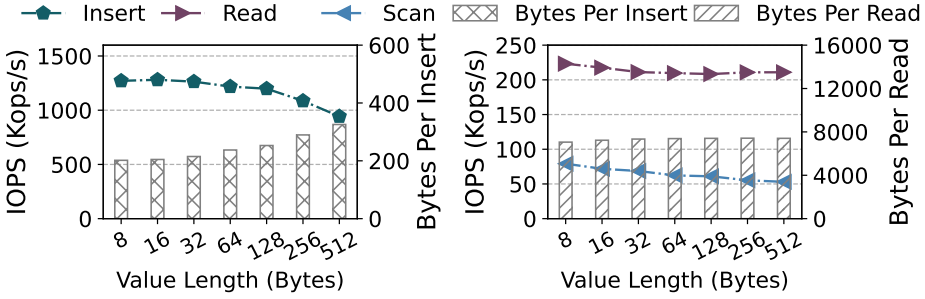 Insert Read Scan Bytes Per Insert Bytes Per Read
IOPS (Kops/s)
1500
1000
500
0
600
400
200
0
Bytes Per Insert
8 16 32 64 128 256 512
Value Length (Bytes)
IOPS (Kops/s)
250
200
150
100
50
0
16000
12000
8000
4000
0
Bytes Per Read
8 16 32 64 128 256 512
Value Length (Bytes)